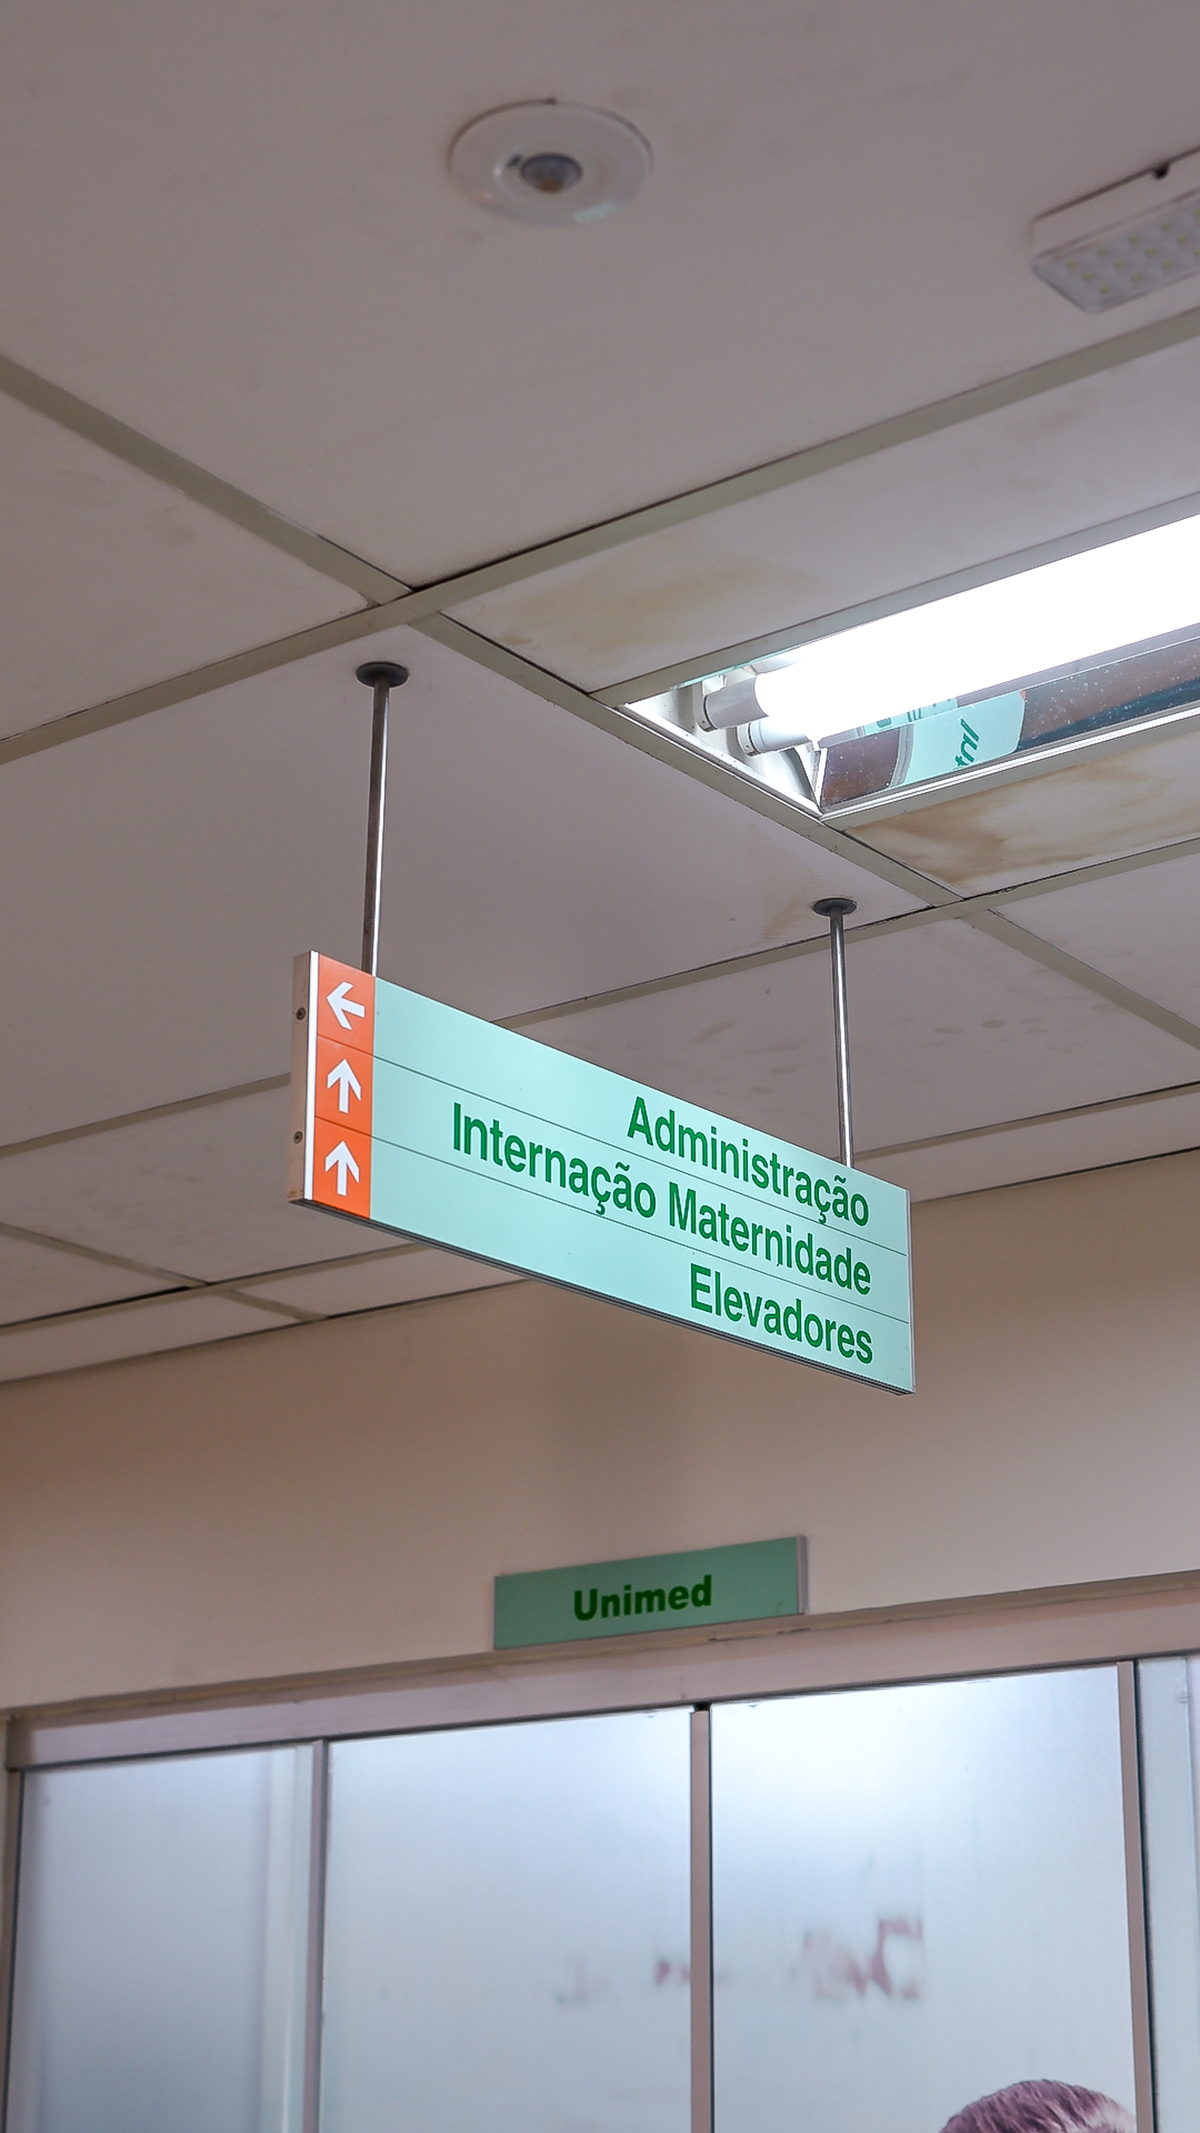 Administração
Internação Maternidade
Elevadores
Unimed